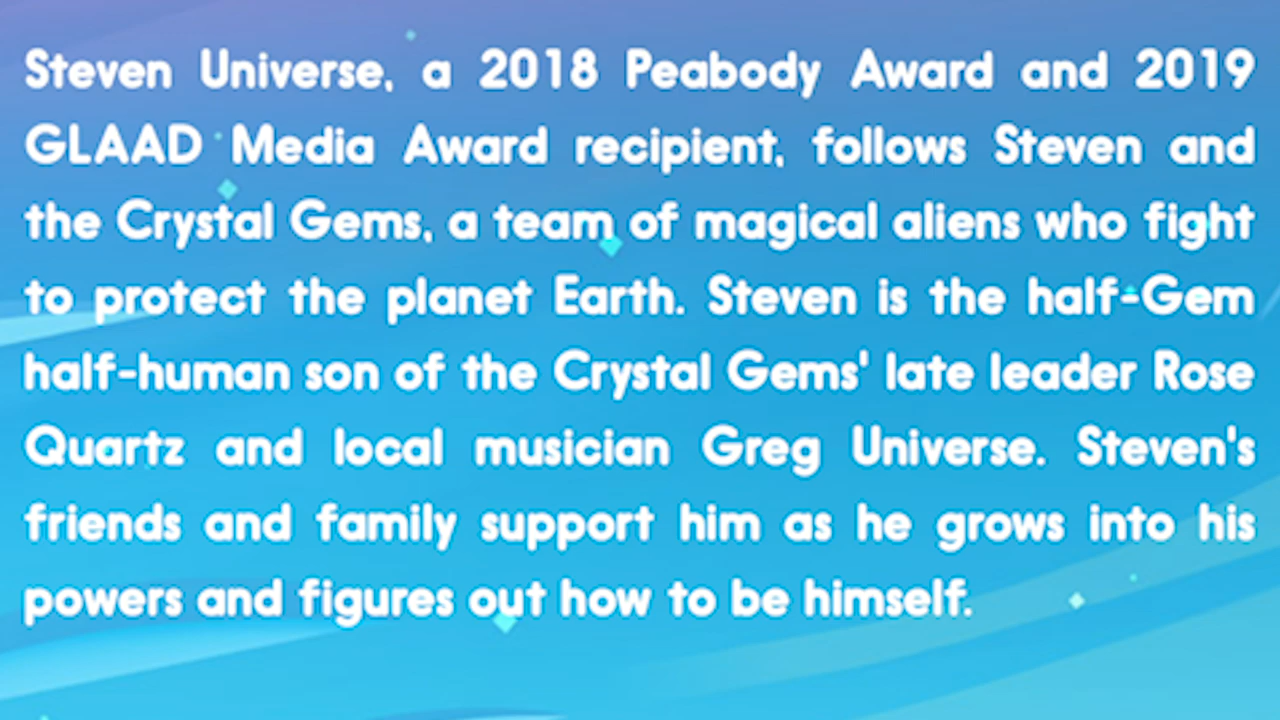 Steven Universe, a 2018 Peabody Award and 2019
GLAAD Media Award recipient, follows Steven and
the Crystal Gems, a team of magical aliens who fight
to protect the planet Earth. Steven is the half-Gem
half-human son of the Crystal Gems' late leader Rose
Quartz and local musician Greg Universe. Steven's
friends and family support him as he grows into his
powers and figures out how to be himself.